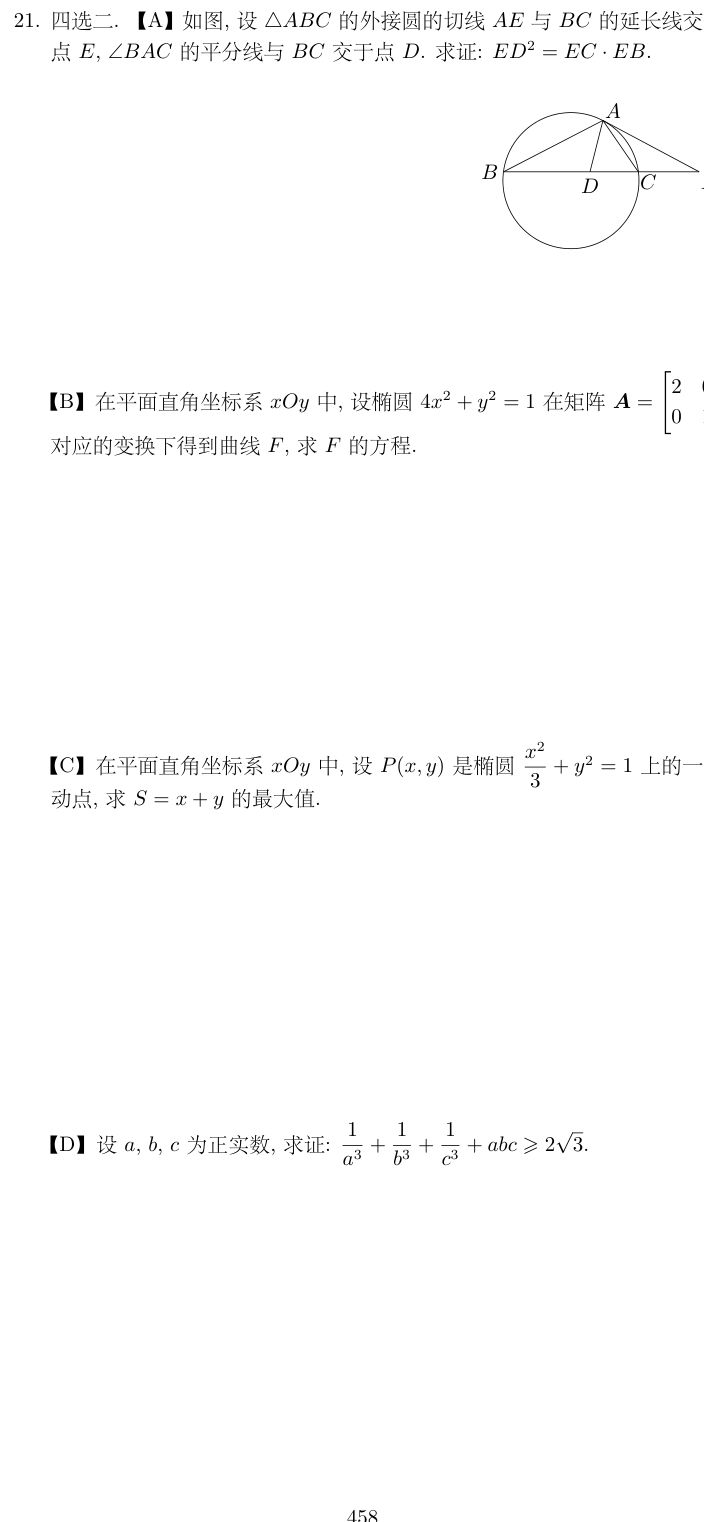 21. 四选二. 【A】如图, 设 △ABC 的外接圆的切线 AE 与 BC 的延长线交
点 E, ∠BAC 的平分线与 BC 交于点 D. 求证: ED² = EC · EB.
A
B
D
C
【B】在平面直角坐标系 xOy 中, 设椭圆 4x² + y² = 1 在矩阵 A = [2
0
对应的变换下得到曲线 F, 求 F 的方程.
【C】在平面直角坐标系 xOy 中, 设 P(x, y) 是椭圆 x²/3 + y² = 1 上的一
动点, 求 S = x + y 的最大值.
【D】设 a, b, c 为正实数, 求证: 1/a³ + 1/b³ + 1/c³ + abc ⩾ 2√3.
458